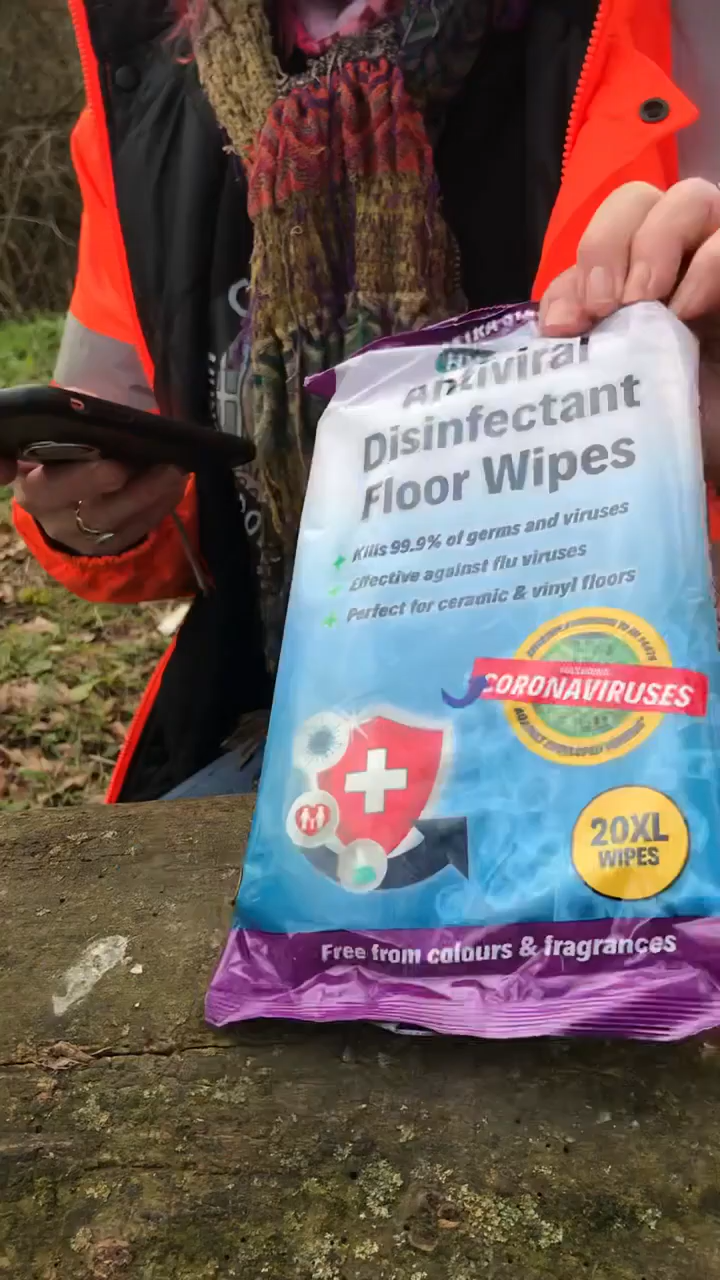 Antiviral
Disinfectant
Floor Wipes
Kills 99.9% of germs and viruses
Effective against flu viruses
Perfect for ceramic & vinyl floors
CORONAVIRUSES
20XL
WIPES
Free from colours & fragrances